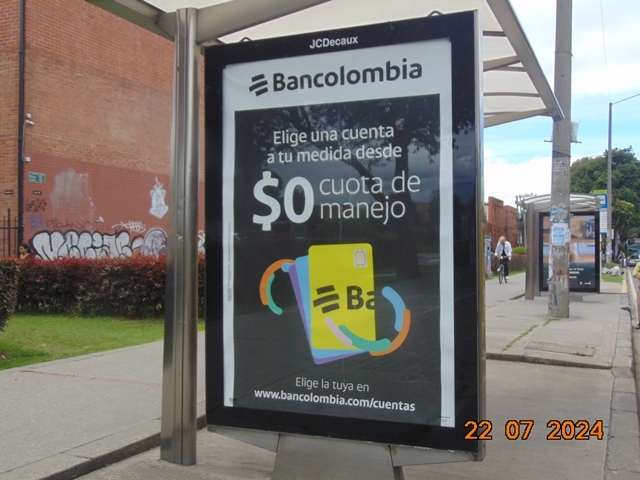 JCDecaux
Bancolombia
Elige una cuenta
a tu medida desde
$0 cuota de
manejo
Ba
Elige la tuya en
www.bancolombia.com/cuentas
22 07 2024